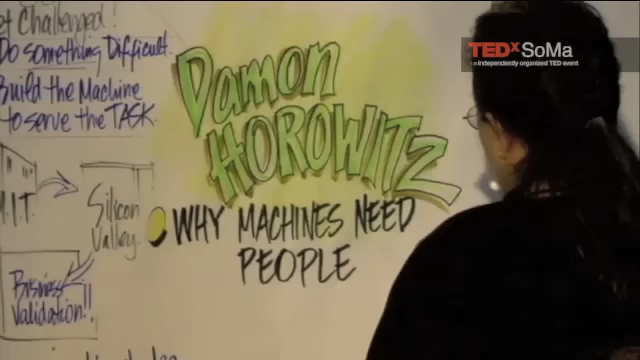 et Challenged!
Do something Difficult.
Build the Machine
to serve the TASK.
M.I.T.
Silicon
Valley
Business
Validation!!
Damon
HOROWITZ
WHY MACHINES NEED
PEOPLE
TEDxSoMa
independently organized TED event